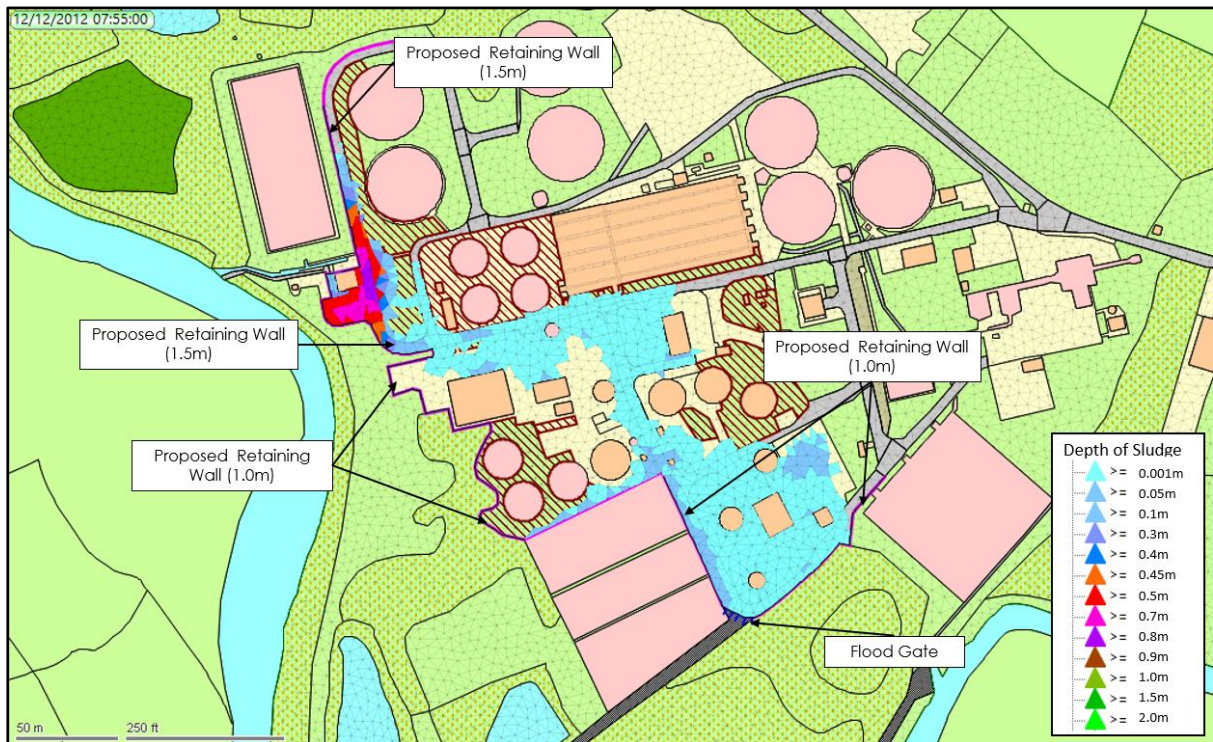 12/12/2012 07:55:00
Proposed Retaining Wall
(1.5m)
Proposed Retaining Wall
(1.5m)
Proposed Retaining Wall
(1.0m)
Proposed Retaining
Wall (1.0m)
Flood Gate
Depth of Sludge
>= 0.001m
>= 0.05m
>= 0.1m
>= 0.3m
>= 0.4m
>= 0.45m
>= 0.5m
>= 0.7m
>= 0.8m
>= 0.9m
>= 1.0m
>= 1.5m
>= 2.0m
50 m 250 ft